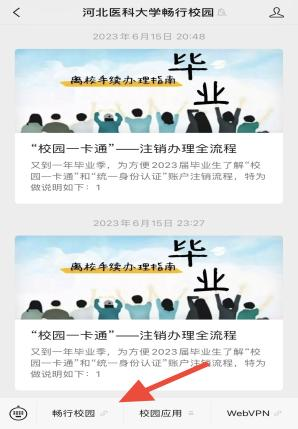 河北医科大学畅行校园
2023年6月15日 20:48
毕业
离校手续办理指南
“校园一卡通”——注销办理全流程
又到一年毕业季，为方便2023届毕业生了解“校
园一卡通”和“统一身份认证”账户注销流程，特为
做说明如下：1
2023年6月15日 23:27
毕业
离校手续办理指南
“校园一卡通”——注销办理全流程
又到一年毕业季，为方便2023届毕业生了解“校
园一卡通”和“统一身份认证”账户注销流程，特为
做说明如下：1
畅行校园 校园应用 WebVPN